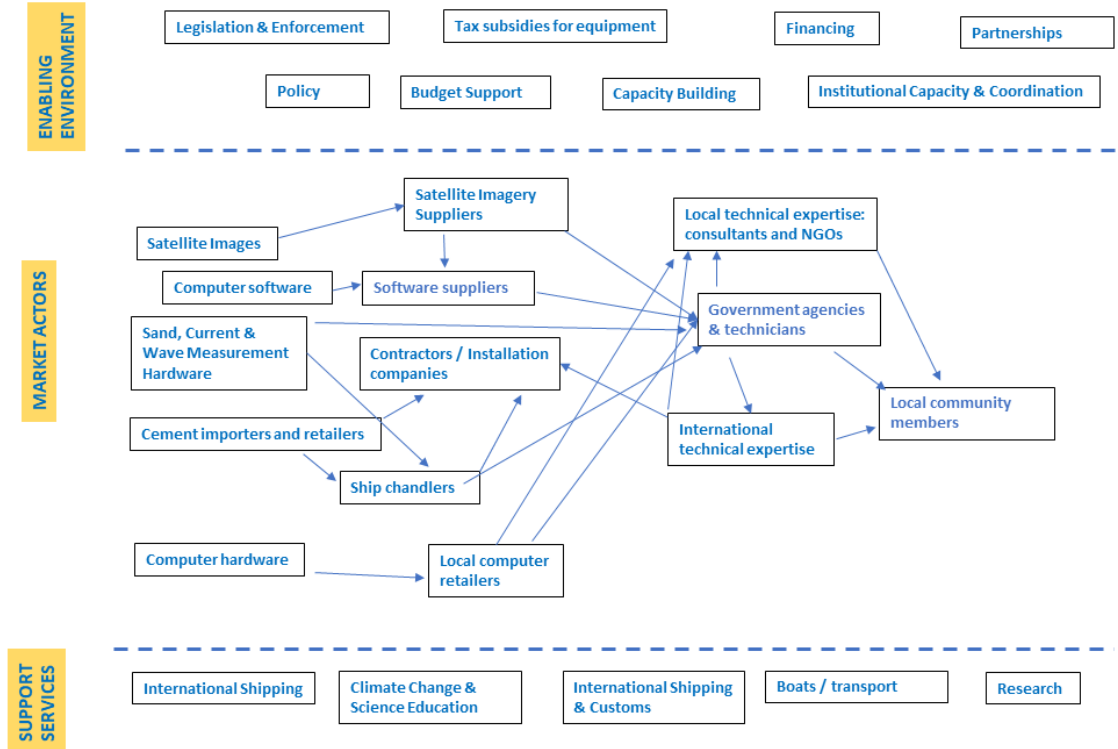 ENABLING
ENVIRONMENT
Legislation & Enforcement
Tax subsidies for equipment
Financing
Partnerships
Policy
Budget Support
Capacity Building
Institutional Capacity & Coordination
MARKET ACTORS
Satellite Imagery
Suppliers
Local technical expertise:
consultants and NGOs
Satellite Images
Computer software
Software suppliers
Government agencies
& technicians
Sand, Current &
Wave Measurement
Hardware
Contractors / Installation
companies
Local community
members
Cement importers and retailers
International
technical expertise
Ship chandlers
Computer hardware
Local computer
retailers
SUPPORT
SERVICES
International Shipping
Climate Change &
Science Education
International Shipping
& Customs
Boats / transport
Research